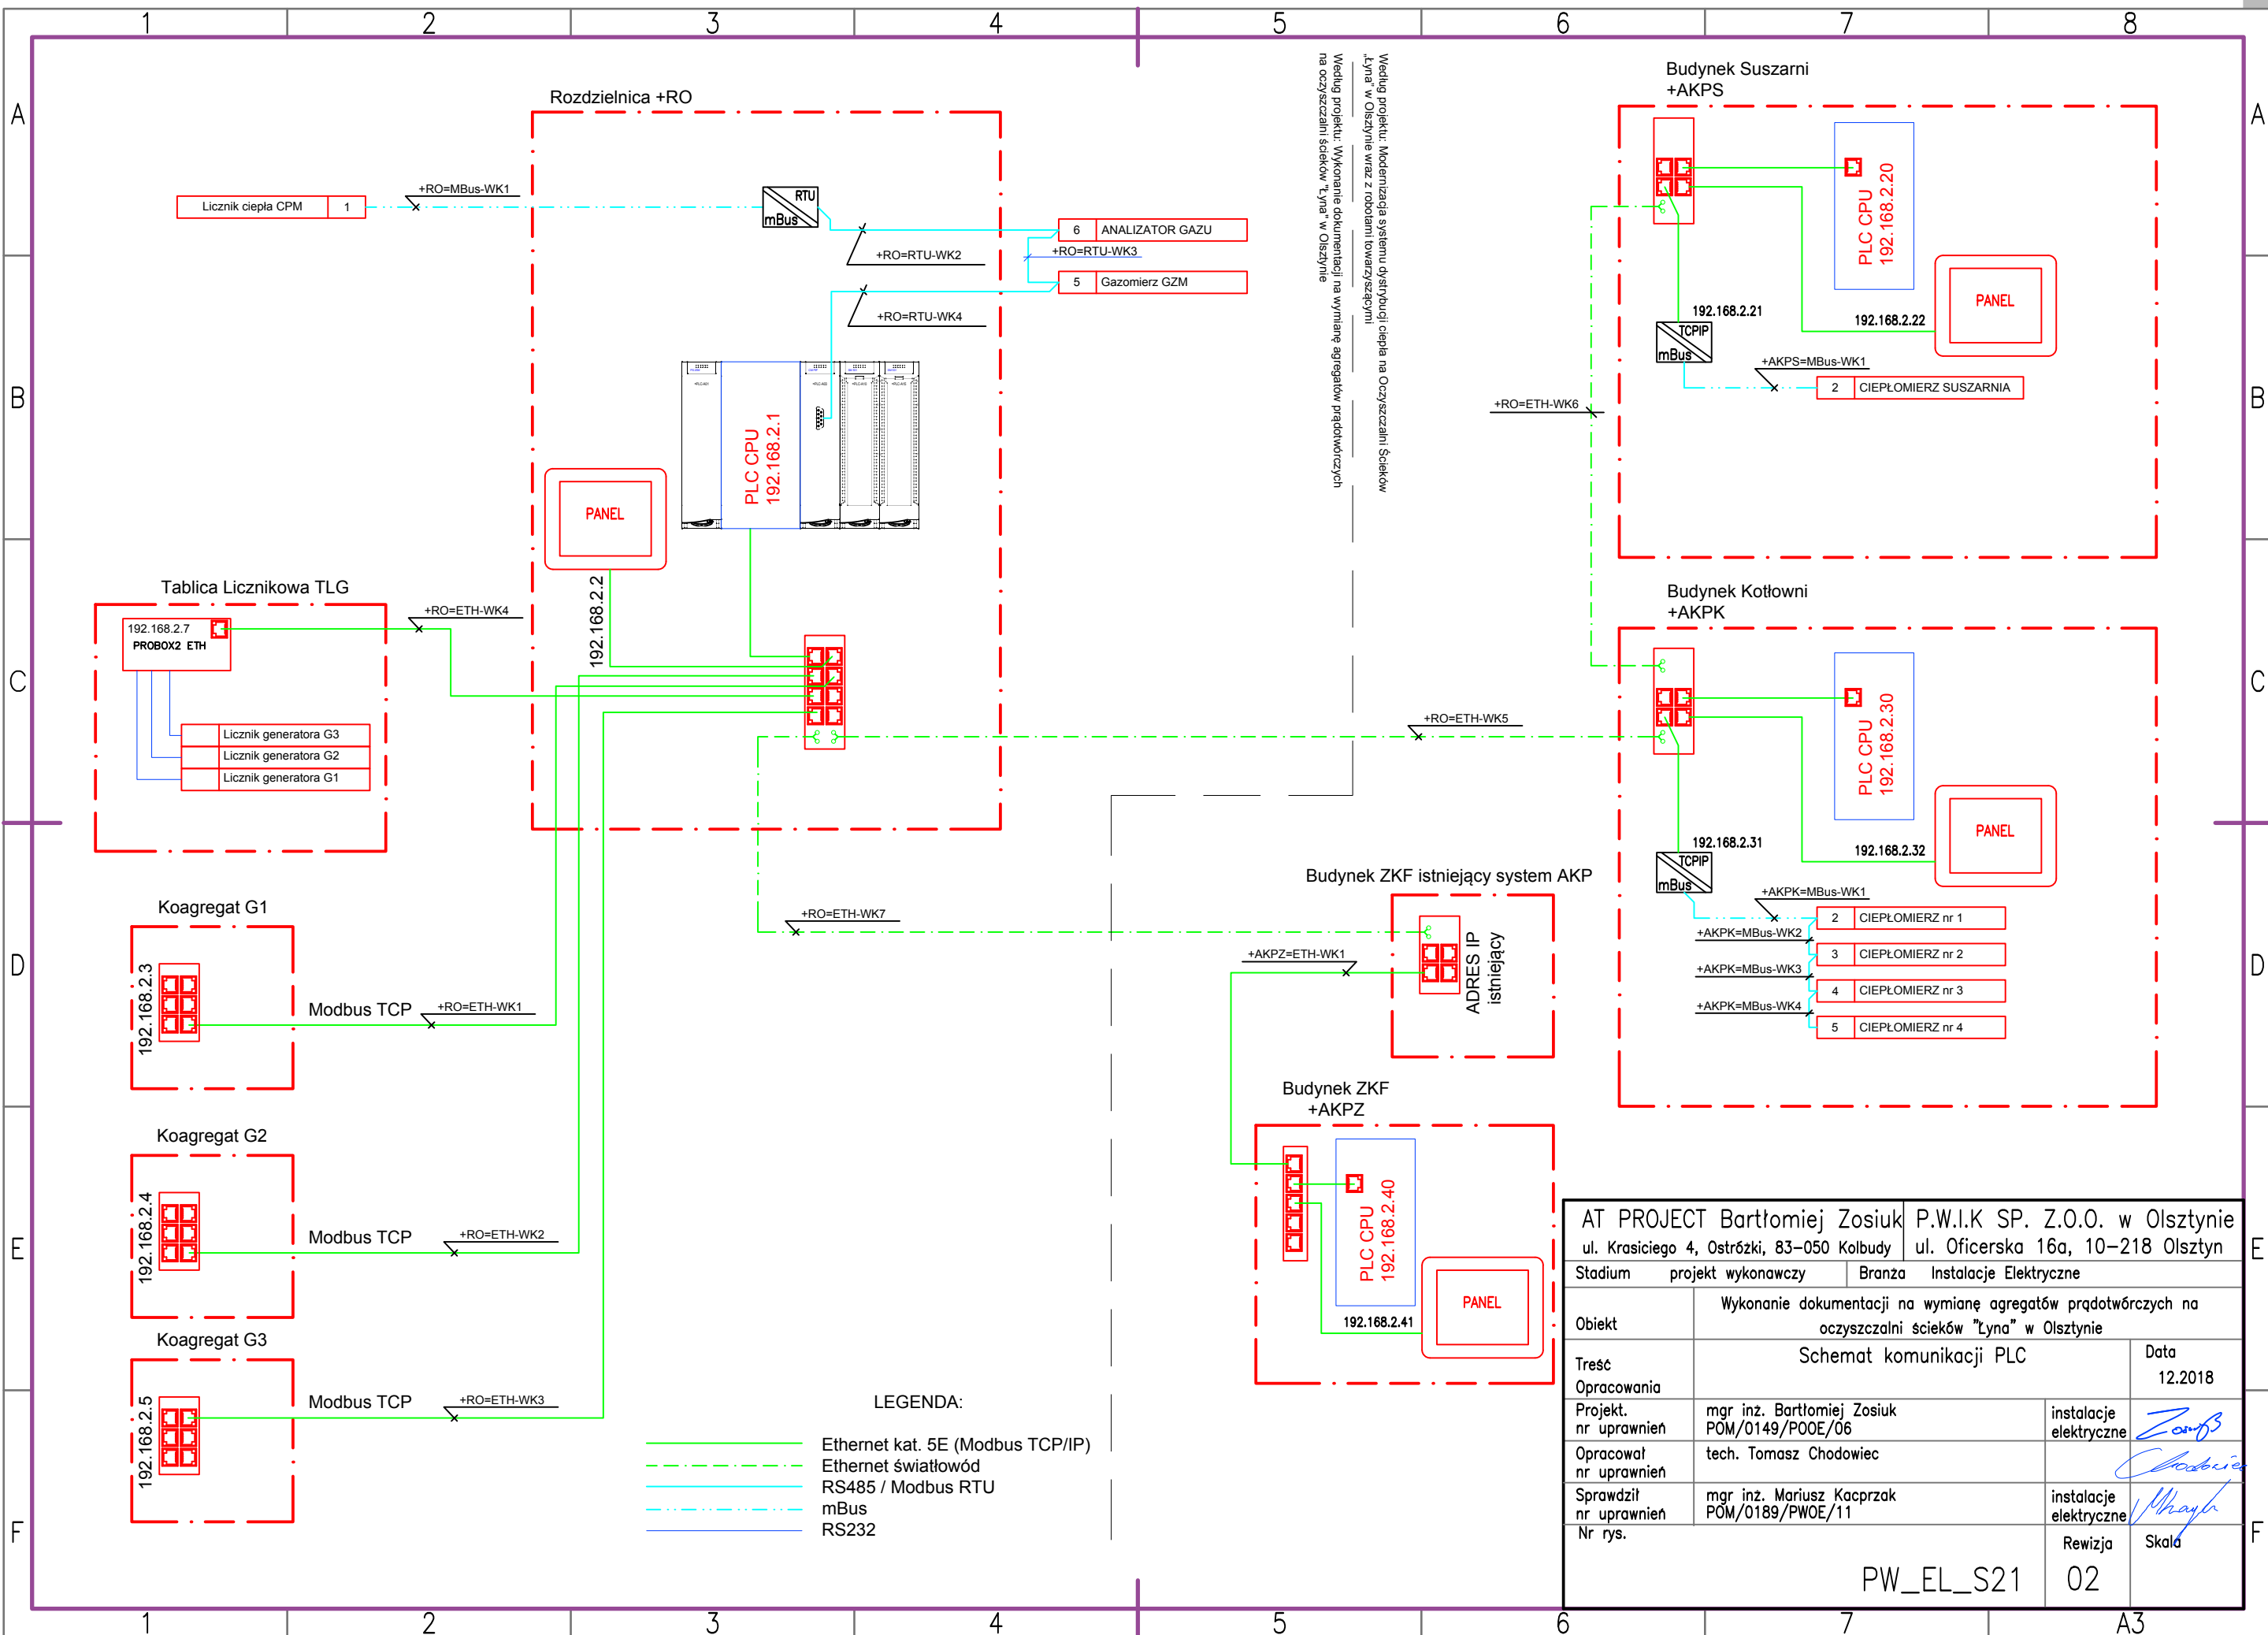 1 2 3 4 5 6 7 8
A A
B B
C C
D D
E E
F F
1 2 3 4 5 6 7 A3
Rozdzielnica +RO
Licznik ciepła CPM 1
+RO=MBus-WK1
RTU
mBus
+RO=RTU-WK2
6 ANALIZATOR GAZU
+RO=RTU-WK3
5 Gazomierz GZM
+RO=RTU-WK4
PLC CPU
192.168.2.1
PANEL
192.168.2.2
Tablica Licznikowa TLG
192.168.2.7
PROBOX2 ETH
+RO=ETH-WK4
Licznik generatora G3
Licznik generatora G2
Licznik generatora G1
Koagregat G1
192.168.2.3
Modbus TCP
+RO=ETH-WK1
Koagregat G2
192.168.2.4
Modbus TCP
+RO=ETH-WK2
Koagregat G3
192.168.2.5
Modbus TCP
+RO=ETH-WK3
LEGENDA:
Ethernet kat. 5E (Modbus TCP/IP)
Ethernet światłowód
RS485 / Modbus RTU
mBus
RS232
Według projektu: Modernizacja systemu dystrybucji ciepła na Oczyszczalni Ścieków
„Łyna" w Olsztynie wraz z robotami towarzyszącymi
Według projektu: Wykonanie dokumentacji na wymianę agregatów prądotwórczych
na oczyszczalni ścieków "Łyna" w Olsztynie
+RO=ETH-WK5
+RO=ETH-WK6
+RO=ETH-WK7
Budynek Suszarni
+AKPS
PLC CPU
192.168.2.20
PANEL
192.168.2.21
192.168.2.22
TCPIP
mBus
+AKPS=MBus-WK1
2 CIEPŁOMIERZ SUSZARNIA
Budynek Kotłowni
+AKPK
PLC CPU
192.168.2.30
PANEL
192.168.2.31
192.168.2.32
TCPIP
mBus
+AKPK=MBus-WK1
2 CIEPŁOMIERZ nr 1
+AKPK=MBus-WK2
3 CIEPŁOMIERZ nr 2
+AKPK=MBus-WK3
4 CIEPŁOMIERZ nr 3
+AKPK=MBus-WK4
5 CIEPŁOMIERZ nr 4
Budynek ZKF istniejący system AKP
+AKPZ=ETH-WK1
ADRES IP
istniejący
Budynek ZKF
+AKPZ
PLC CPU
192.168.2.40
192.168.2.41
PANEL
AT PROJECT Bartłomiej Zosiuk P.W.I.K SP. Z.O.O. w Olsztynie
ul. Krasiciego 4, Ostróżki, 83-050 Kolbudy ul. Oficerska 16a, 10-218 Olsztyn
Stadium projekt wykonawczy Branża Instalacje Elektryczne
Obiekt
Wykonanie dokumentacji na wymianę agregatów prądotwórczych na
oczyszczalni ścieków "Łyna" w Olsztynie
Treść
Opracowania
Schemat komunikacji PLC
Data
12.2018
Projekt.
nr uprawnień
mgr inż. Bartłomiej Zosiuk
POM/0149/POOE/06
instalacje
elektryczne
Opracował
nr uprawnień
tech. Tomasz Chodowiec
Sprawdził
nr uprawnień
mgr inż. Mariusz Kacprzak
POM/0189/PWOE/11
instalacje
elektryczne
Nr rys.
PW_EL_S21
Rewizja
02
Skala